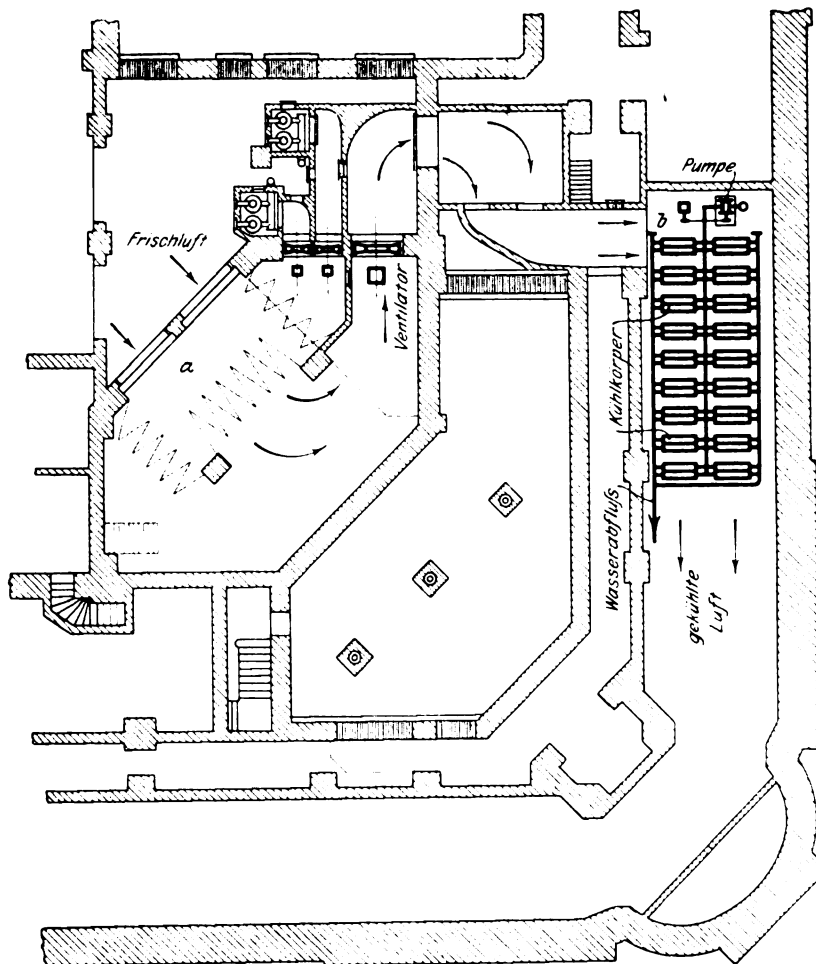 Pumpe
b
Frischluft
Ventilator
a
Kühlkörper
Wasserabfluß
gekühlte
Luft